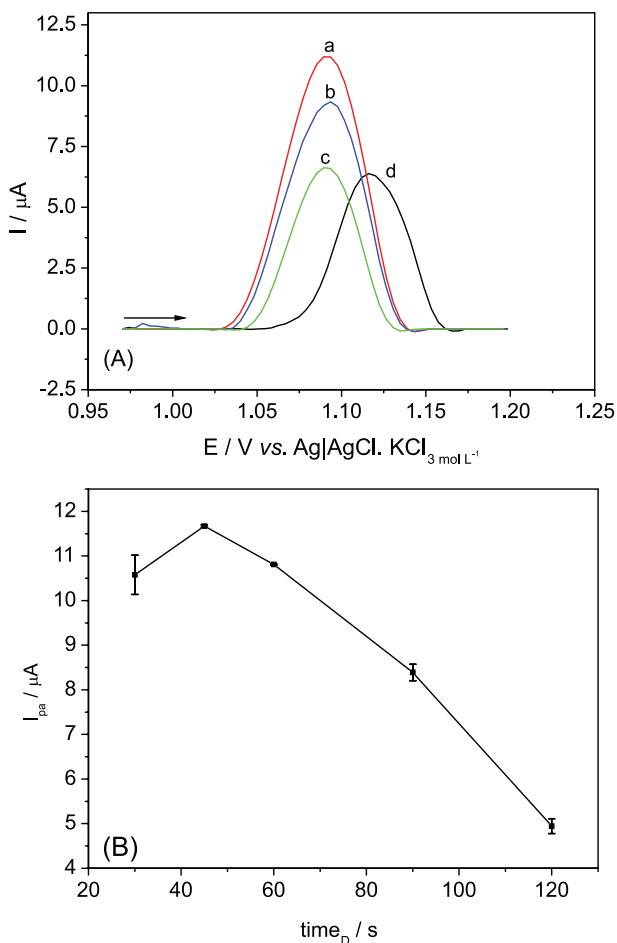 12.5
10.0
7.5
5.0
2.5
0.0
-2.5
I / μA
a
b
c
d
(A)
0.95 1.00 1.05 1.10 1.15 1.20 1.25
E / V vs. Ag|AgCl. KCl3 mol L-1
12
11
10
9
8
7
6
5
4
Ipa / μA
(B)
20 40 60 80 100 120
timeD / s